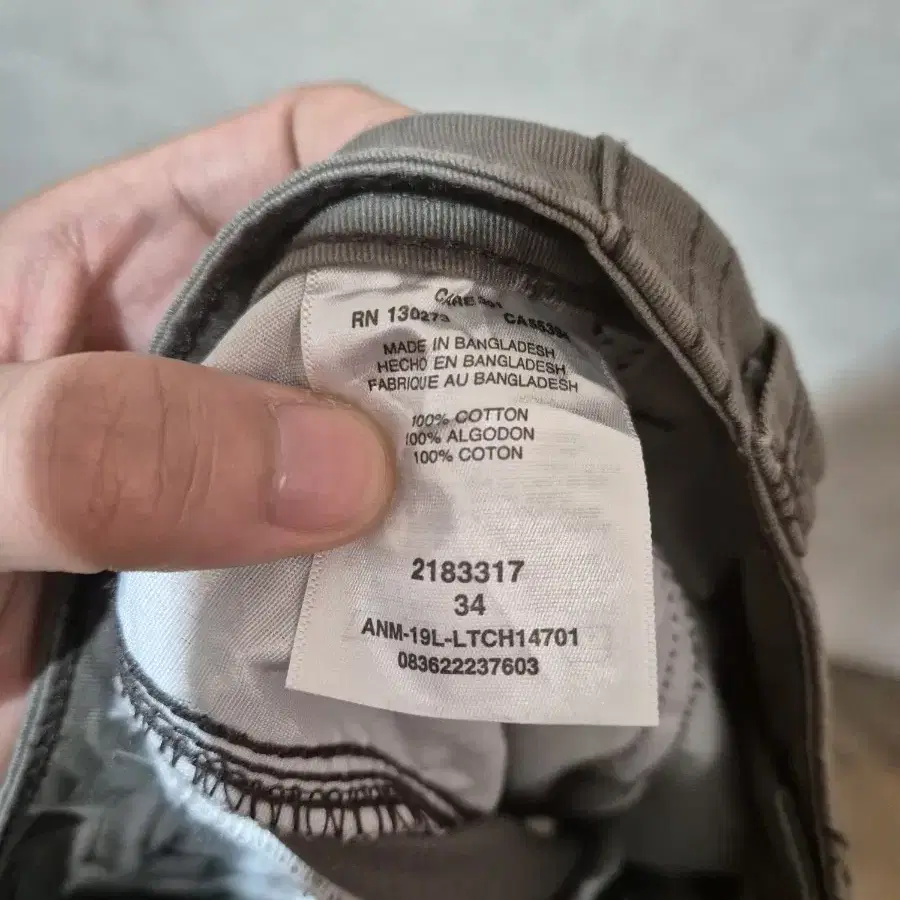 CARE
RN 130273
MADE IN BANGLADESH
HECHO EN BANGLADESH
FABRIQUE AU BANGLADESH
100% COTTON
100% ALGODON
100% COTON
2183317
34
ANM-19L-LTCH14701
083622237603